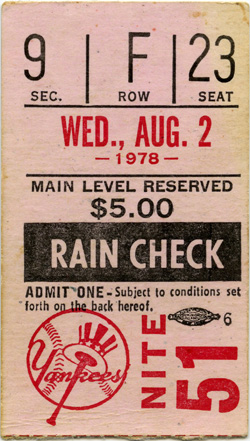 9 F 23
SEC. ROW SEAT
WED., AUG. 2
— 1978 —
MAIN LEVEL RESERVED
$5.00
RAIN CHECK
ADMIT ONE - Subject to conditions set
forth on the back hereof.
6
Yankees
NITE
51